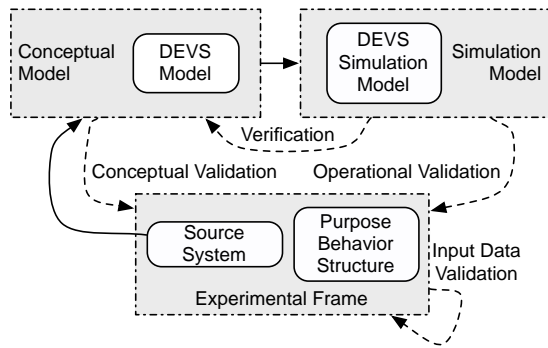 Conceptual
Model
DEVS
Model
DEVS
Simulation
Model
Simulation
Model
Verification
Conceptual Validation
Operational Validation
Source
System
Purpose
Behavior
Structure
Input Data
Validation
Experimental Frame